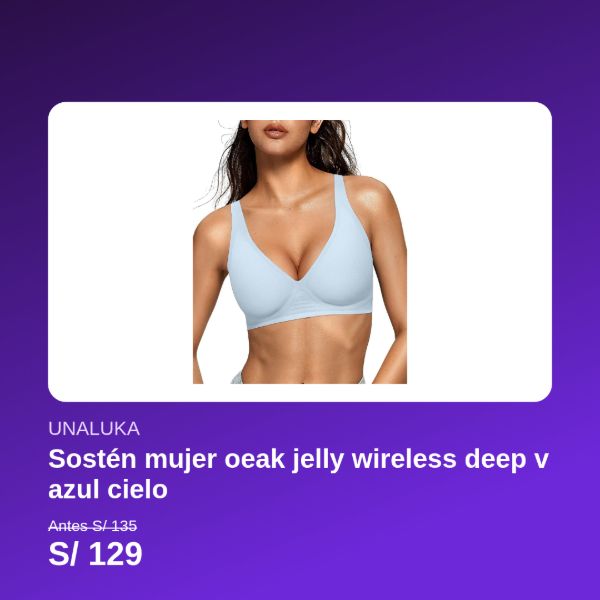 UNALUKA
Sostén mujer oeak jelly wireless deep v
azul cielo
Antes S/ 135
S/ 129